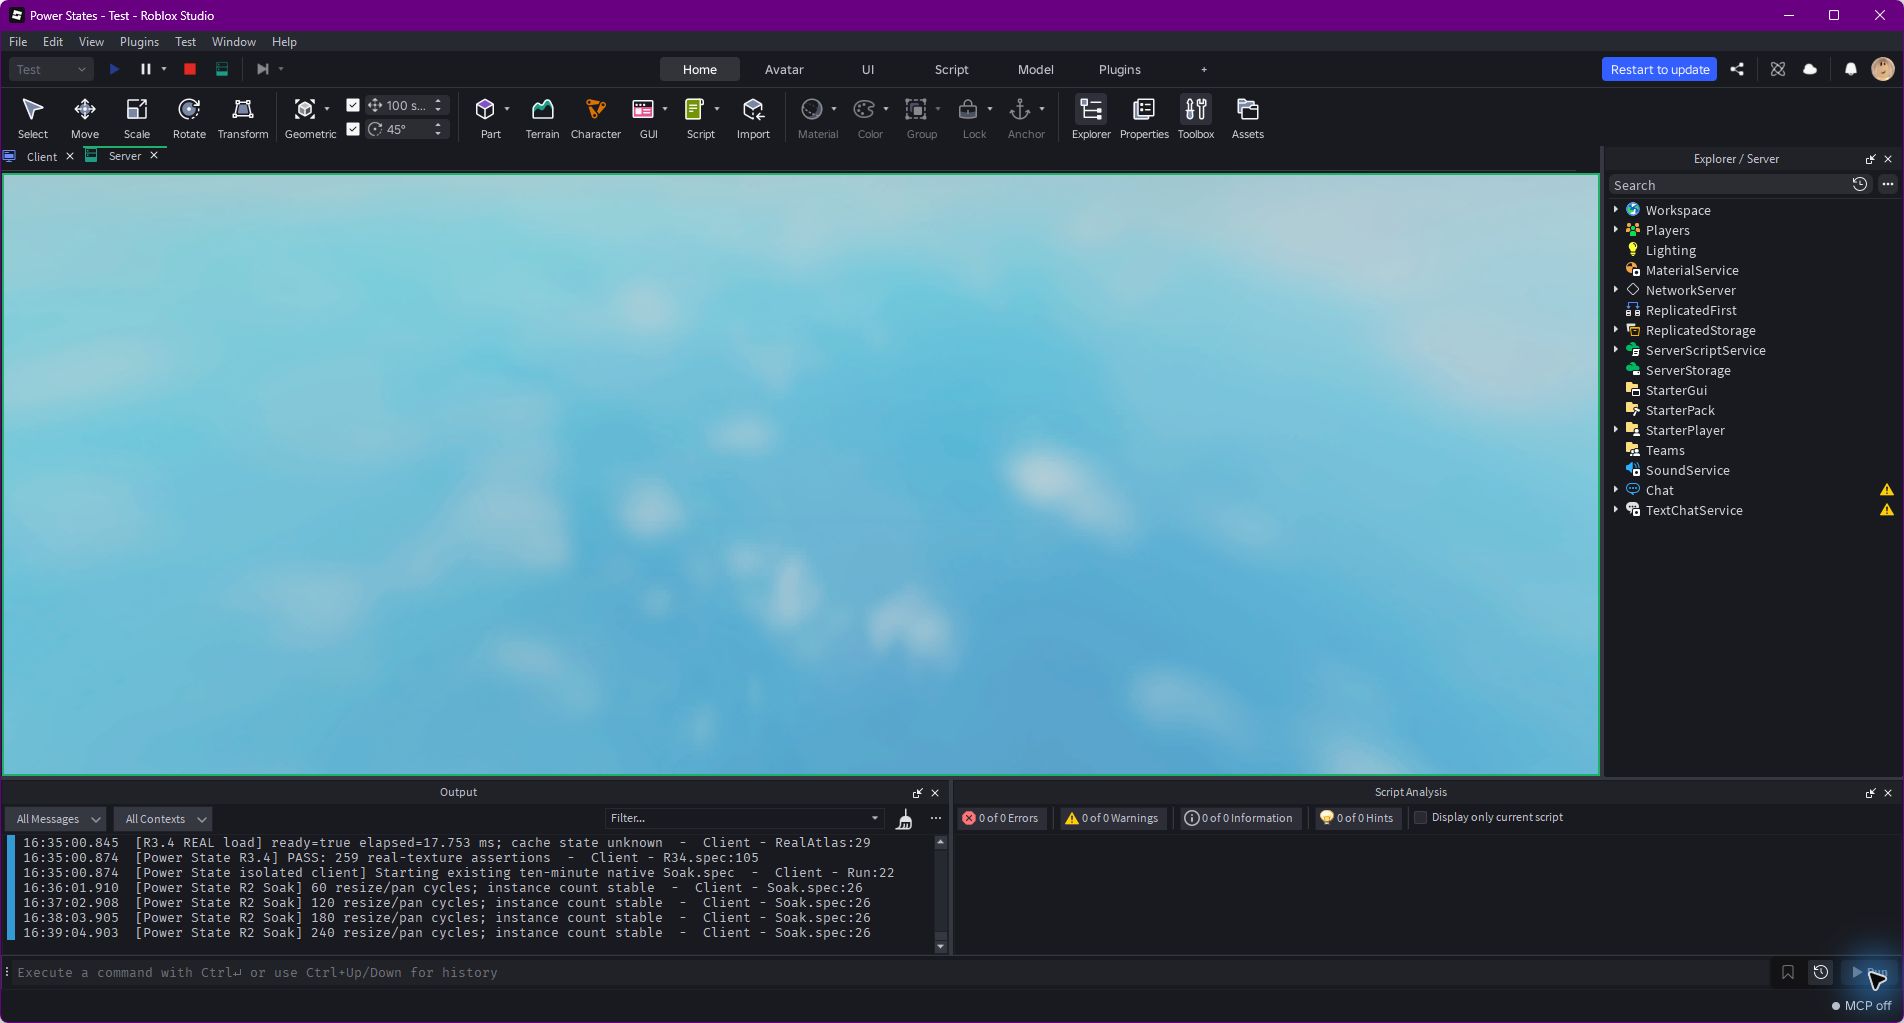 Power States - Test - Roblox Studio
File Edit View Plugins Test Window Help
Test
Home Avatar UI Script Model Plugins +
Restart to update
Select Move Scale Rotate Transform Geometric
100 s...
45°
Part Terrain Character GUI Script Import Material Color Group Lock Anchor Explorer Properties Toolbox Assets
Client Server
Explorer / Server
Search
Workspace
Players
Lighting
MaterialService
NetworkServer
ReplicatedFirst
ReplicatedStorage
ServerScriptService
ServerStorage
StarterGui
StarterPack
StarterPlayer
Teams
SoundService
Chat
TextChatService
Output
All Messages All Contexts Filter...
16:35:00.845 [R3.4 REAL load] ready=true elapsed=17.753 ms; cache state unknown - Client - RealAtlas:29
16:35:00.874 [Power State R3.4] PASS: 259 real-texture assertions - Client - R34.spec:105
16:35:00.874 [Power State isolated client] Starting existing ten-minute native Soak.spec - Client - Run:22
16:36:01.910 [Power State R2 Soak] 60 resize/pan cycles; instance count stable - Client - Soak.spec:26
16:37:02.908 [Power State R2 Soak] 120 resize/pan cycles; instance count stable - Client - Soak.spec:26
16:38:03.905 [Power State R2 Soak] 180 resize/pan cycles; instance count stable - Client - Soak.spec:26
16:39:04.903 [Power State R2 Soak] 240 resize/pan cycles; instance count stable - Client - Soak.spec:26
Script Analysis
0 of 0 Errors 0 of 0 Warnings 0 of 0 Information 0 of 0 Hints Display only current script
Execute a command with Ctrl↵ or use Ctrl+Up/Down for history
MCP off